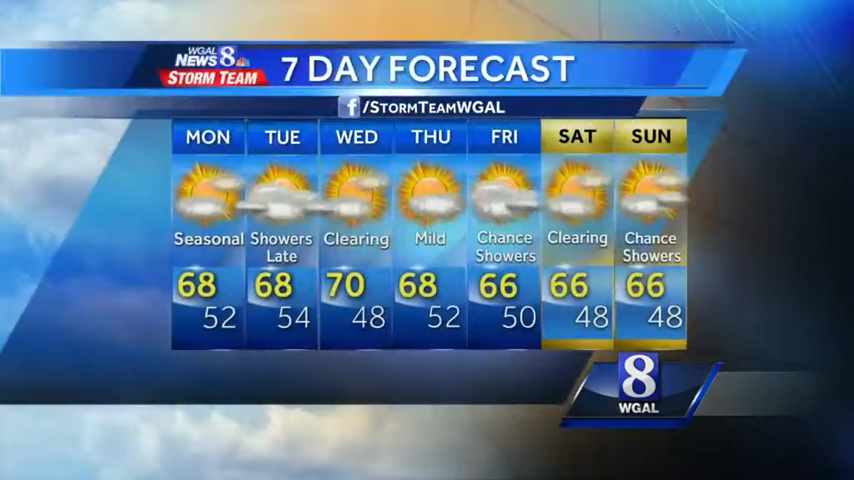 WGAL
NEWS 8
STORM TEAM
7 DAY FORECAST
f/STORMTEAMWGAL
MON TUE WED THU FRI SAT SUN
Seasonal Showers Late Clearing Mild Chance Showers Clearing Chance Showers
68 68 70 68 66 66 66
52 54 48 52 50 48 48
8
WGAL